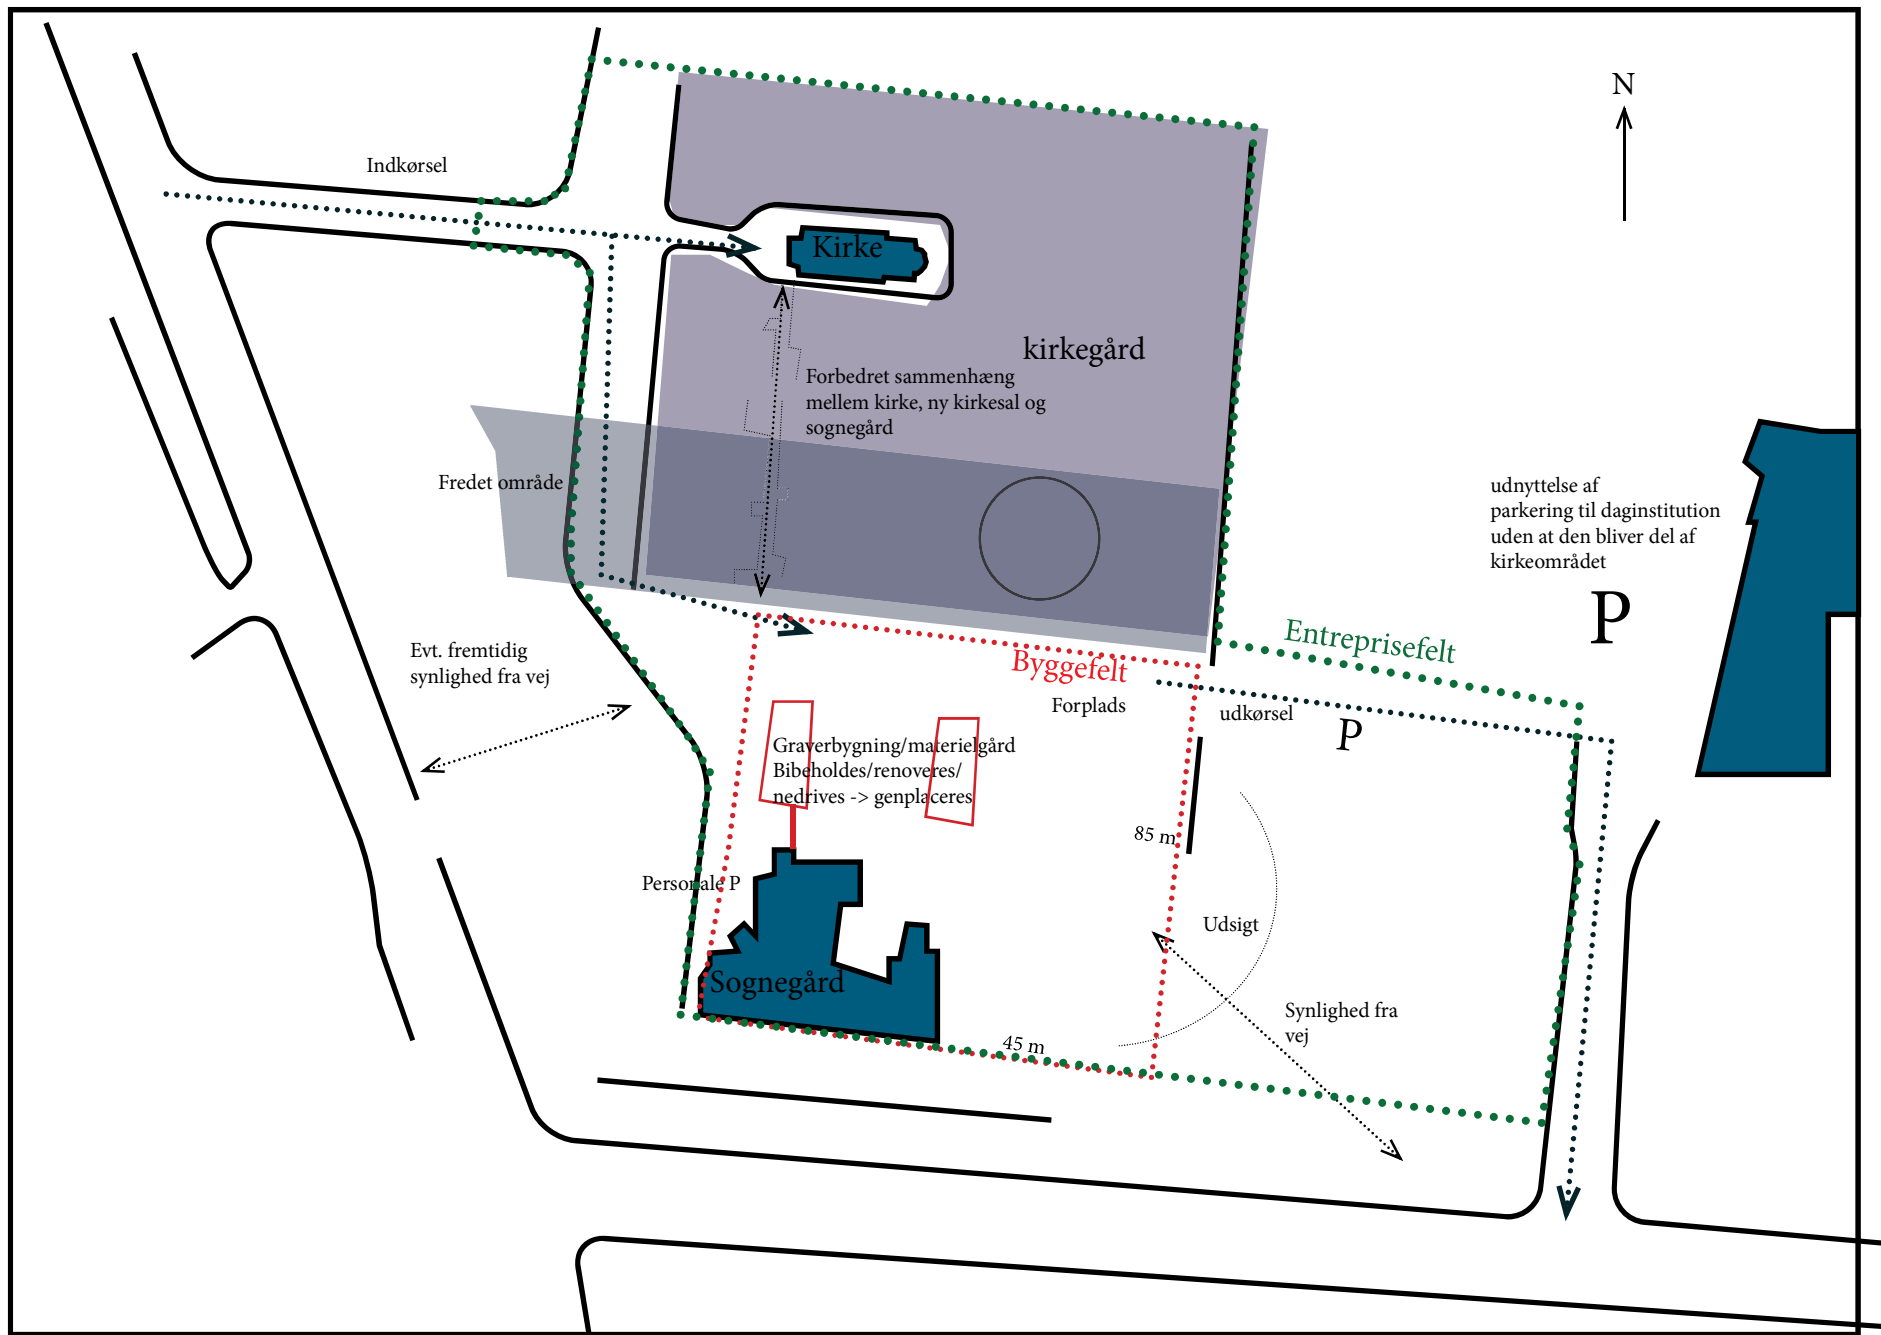 N
Indkørsel
Kirke
kirkegård
Forbedret sammenhæng
mellem kirke, ny kirkesal og
sognegård
Fredet område
udnyttelse af
parkering til daginstitution
uden at den bliver del af
kirkeområdet
P
Entreprisefelt
Evt. fremtidig
synlighed fra vej
Byggefelt
Forplads
udkørsel
P
Graverbygning/materielgård
Bibeholdes/renoveres/
nedrives -> genplaceres
85 m
Personale P
Udsigt
Sognegård
Synlighed fra
vej
45 m